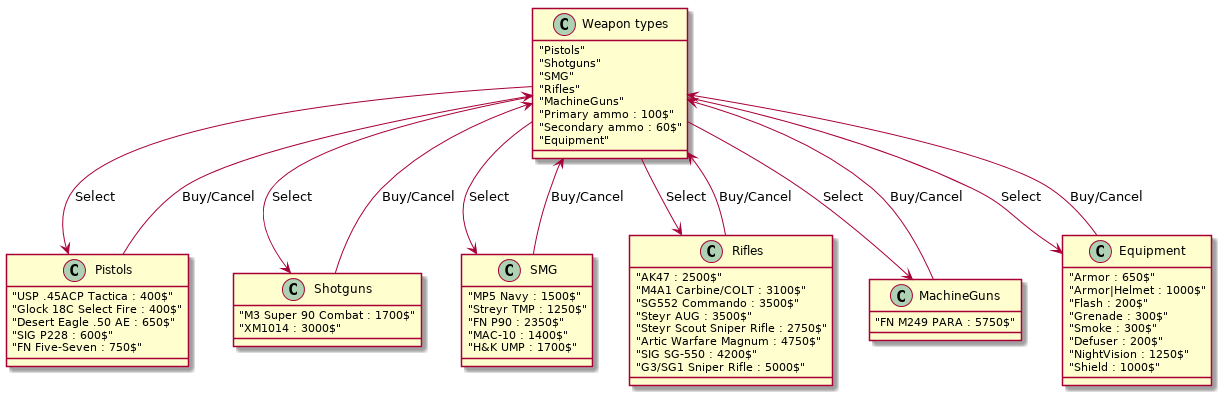 C Weapon types
"Pistols"
"Shotguns"
"SMG"
"Rifles"
"MachineGuns"
"Primary ammo : 100$"
"Secondary ammo : 60$"
"Equipment"
Select
Buy/Cancel
Select
Buy/Cancel
Select
Buy/Cancel
Select
Buy/Cancel
Select
Buy/Cancel
Select
Buy/Cancel
C Pistols
"USP .45ACP Tactica : 400$"
"Glock 18C Select Fire : 400$"
"Desert Eagle .50 AE : 650$"
"SIG P228 : 600$"
"FN Five-Seven : 750$"
C Shotguns
"M3 Super 90 Combat : 1700$"
"XM1014 : 3000$"
C SMG
"MP5 Navy : 1500$"
"Streyr TMP : 1250$"
"FN P90 : 2350$"
"MAC-10 : 1400$"
"H&K UMP : 1700$"
C Rifles
"AK47 : 2500$"
"M4A1 Carbine/COLT : 3100$"
"SG552 Commando : 3500$"
"Steyr AUG : 3500$"
"Steyr Scout Sniper Rifle : 2750$"
"Artic Warfare Magnum : 4750$"
"SIG SG-550 : 4200$"
"G3/SG1 Sniper Rifle : 5000$"
C MachineGuns
"FN M249 PARA : 5750$"
C Equipment
"Armor : 650$"
"Armor|Helmet : 1000$"
"Flash : 200$"
"Grenade : 300$"
"Smoke : 300$"
"Defuser : 200$"
"NightVision : 1250$"
"Shield : 1000$"